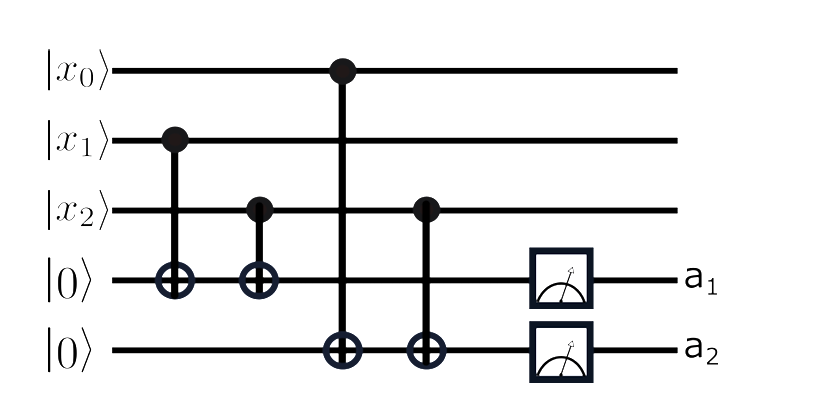 |x₀⟩
|x₁⟩
|x₂⟩
|0⟩ a₁
|0⟩ a₂